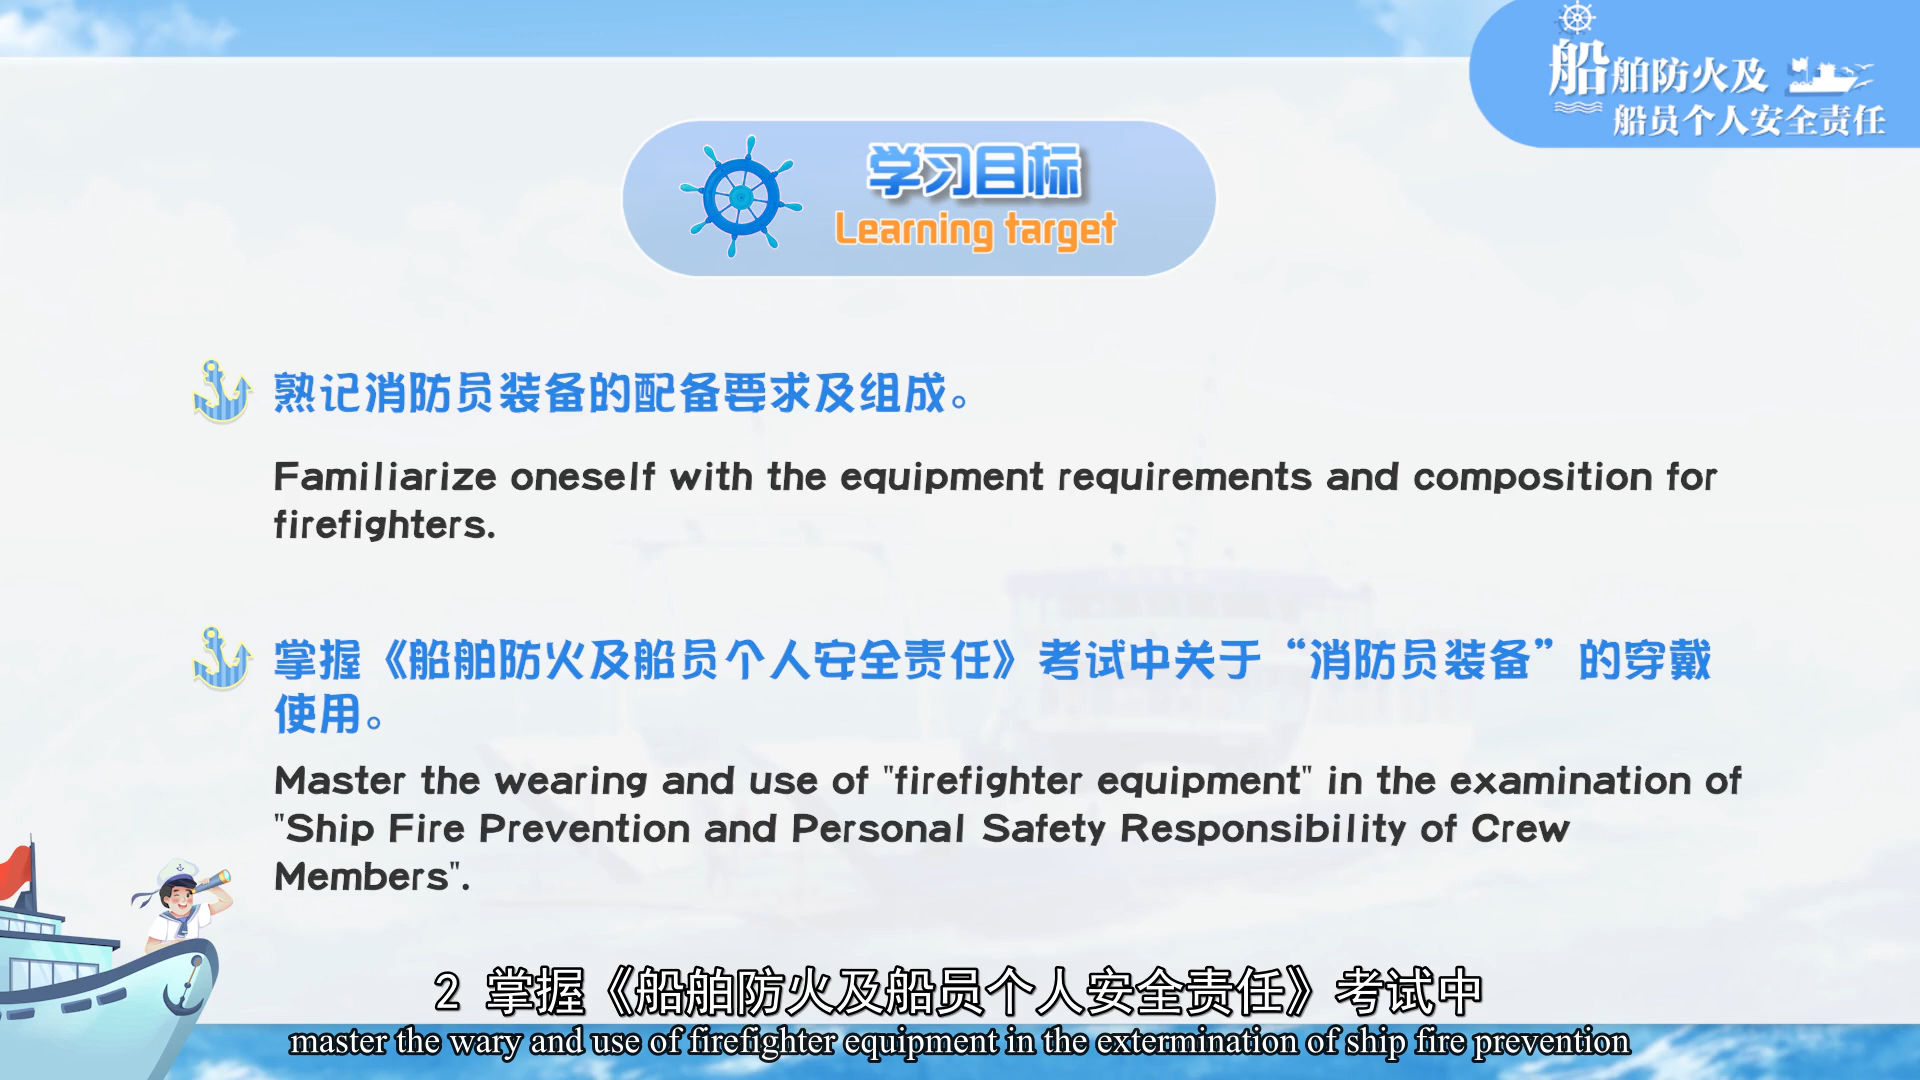 船舶防火及
船员个人安全责任
学习目标
Learning target
熟记消防员装备的配备要求及组成。
Familiarize oneself with the equipment requirements and composition for
firefighters.
掌握《船舶防火及船员个人安全责任》考试中关于“消防员装备”的穿戴
使用。
Master the wearing and use of "firefighter equipment" in the examination of
"Ship Fire Prevention and Personal Safety Responsibility of Crew
Members".
2 掌握《船舶防火及船员个人安全责任》考试中
master the wary and use of firefighter equipment in the extermination of ship fire prevention